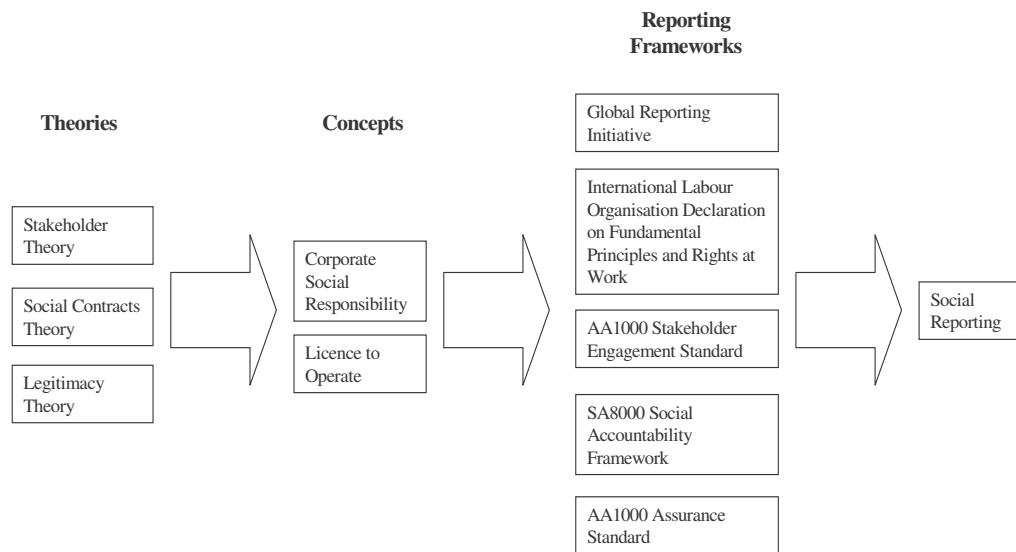 Theories
Stakeholder
Theory
Social Contracts
Theory
Legitimacy
Theory
Concepts
Corporate
Social
Responsibility
Licence to
Operate
Reporting
Frameworks
Global Reporting
Initiative
International Labour
Organisation Declaration
on Fundamental
Principles and Rights at
Work
AA1000 Stakeholder
Engagement Standard
SA8000 Social
Accountability
Framework
AA1000 Assurance
Standard
Social
Reporting